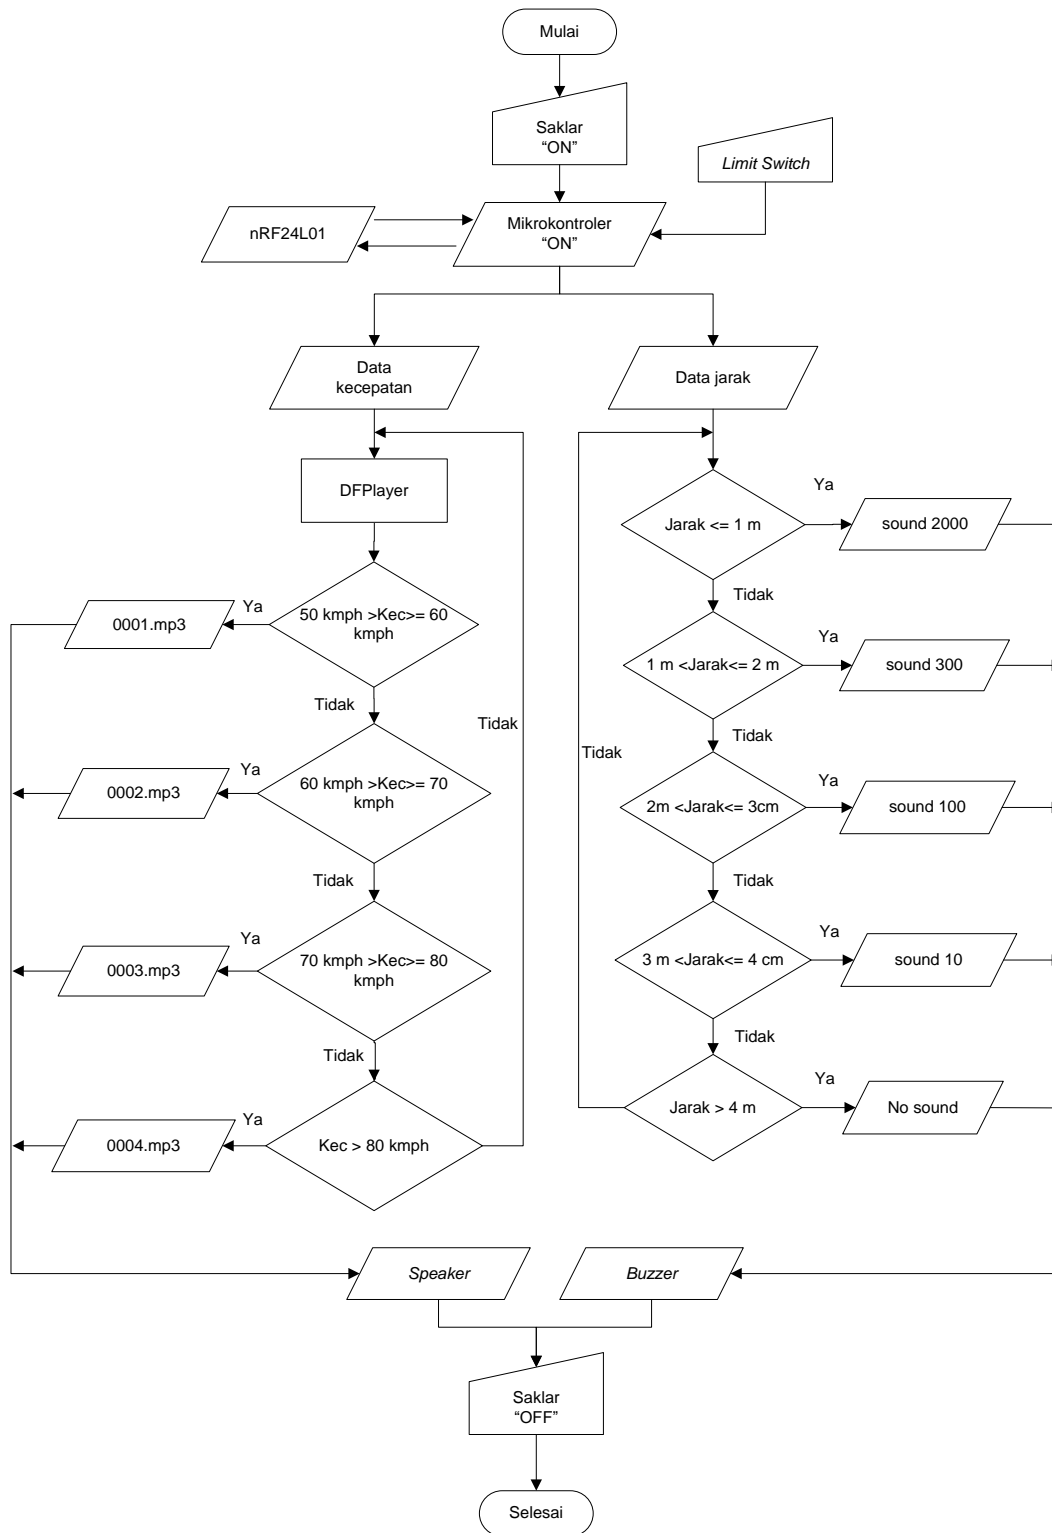 Mulai
Saklar
“ON”
Limit Switch
nRF24L01
Mikrokontroler
“ON”
Data
kecepatan
Data jarak
DFPlayer
Jarak <= 1 m
Ya
sound 2000
Tidak
50 kmph >Kec>= 60
kmph
Ya
0001.mp3
Tidak
1 m <Jarak<= 2 m
Ya
sound 300
Tidak
Tidak
Tidak
60 kmph >Kec>= 70
kmph
Ya
0002.mp3
Tidak
2m <Jarak<= 3cm
Ya
sound 100
Tidak
70 kmph >Kec>= 80
kmph
Ya
0003.mp3
Tidak
3 m <Jarak<= 4 cm
Ya
sound 10
Tidak
Kec > 80 kmph
Ya
0004.mp3
Jarak > 4 m
Ya
No sound
Speaker
Buzzer
Saklar
“OFF”
Selesai